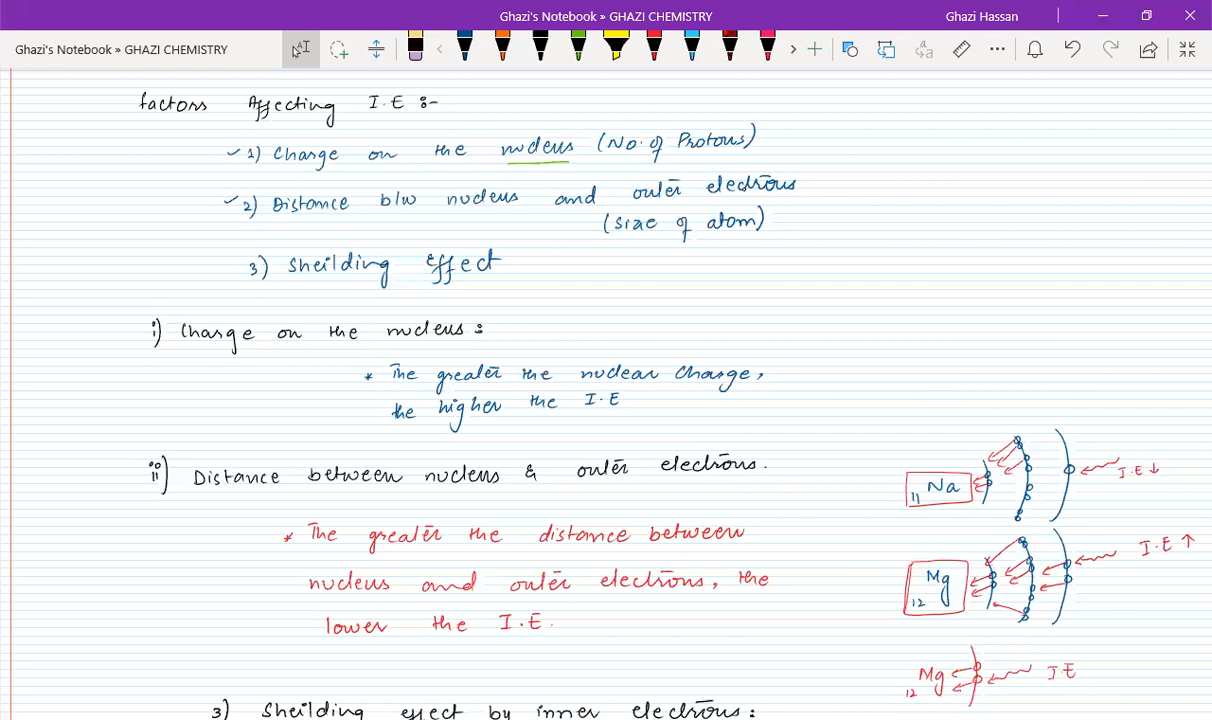 Ghazi's Notebook » GHAZI CHEMISTRY
Ghazi Hassan
Ghazi's Notebook » GHAZI CHEMISTRY
factors Affecting I.E :-
1) Charge on the nucleus (No. of Protons)
2) Distance b/w nucleus and outer electrons
(size of atom)
3) Sheilding Effect
i) Charge on the nucleus :
* The greater the nuclear charge,
the higher the I.E
ii) Distance between nucleus & outer electrons.
* The greater the distance between
nucleus and outer electrons, the
lower the I.E.
11 Na I.E ↓
12 Mg I.E ↑
12 Mg I.E
3) Sheilding effect by inner electrons :